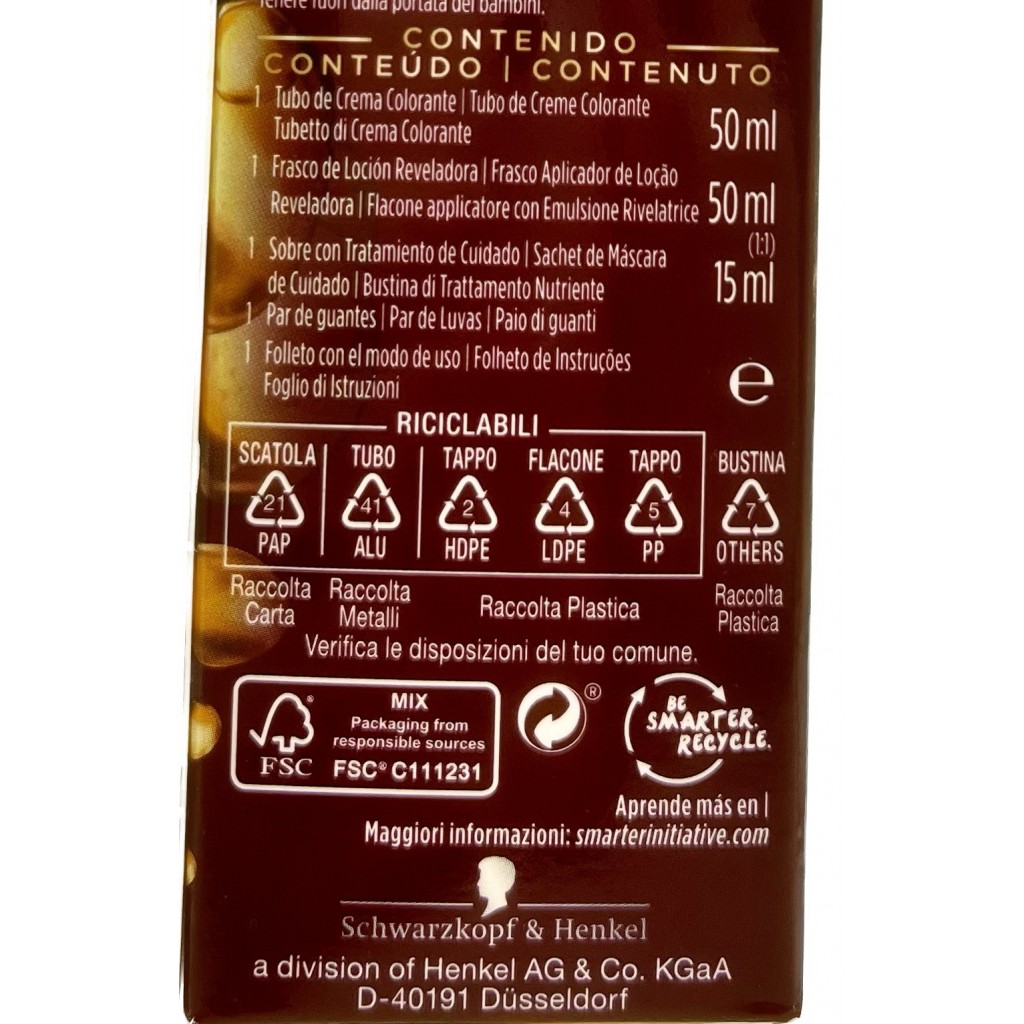 Tenere fuori dalla portata dei bambini.
CONTENIDO
CONTEÚDO | CONTENUTO
1 Tubo de Crema Colorante | Tubo de Creme Colorante
Tubetto di Crema Colorante 50 ml
1 Frasco de Loción Reveladora | Frasco Aplicador de Loção
Reveladora | Flacone applicatore con Emulsione Rivelatrice 50 ml
(1:1)
1 Sobre con Tratamiento de Cuidado | Sachet de Máscara
de Cuidado | Bustina di Trattamento Nutriente 15 ml
1 Par de guantes | Par de Luvas | Paio di guanti
1 Folleto con el modo de uso | Folheto de Instruções
Foglio di Istruzioni e
RICICLABILI
SCATOLA TUBO TAPPO FLACONE TAPPO BUSTINA
21 41 2 4 5 7
PAP ALU HDPE LDPE PP OTHERS
Raccolta Carta Raccolta Metalli Raccolta Plastica Raccolta Plastica
Verifica le disposizioni del tuo comune.
MIX
Packaging from
responsible sources
FSC FSC® C111231
®
BE
SMARTER.
RECYCLE.
Aprende más en |
Maggiori informazioni: smarterinitiative.com
Schwarzkopf & Henkel
a division of Henkel AG & Co. KGaA
D-40191 Düsseldorf